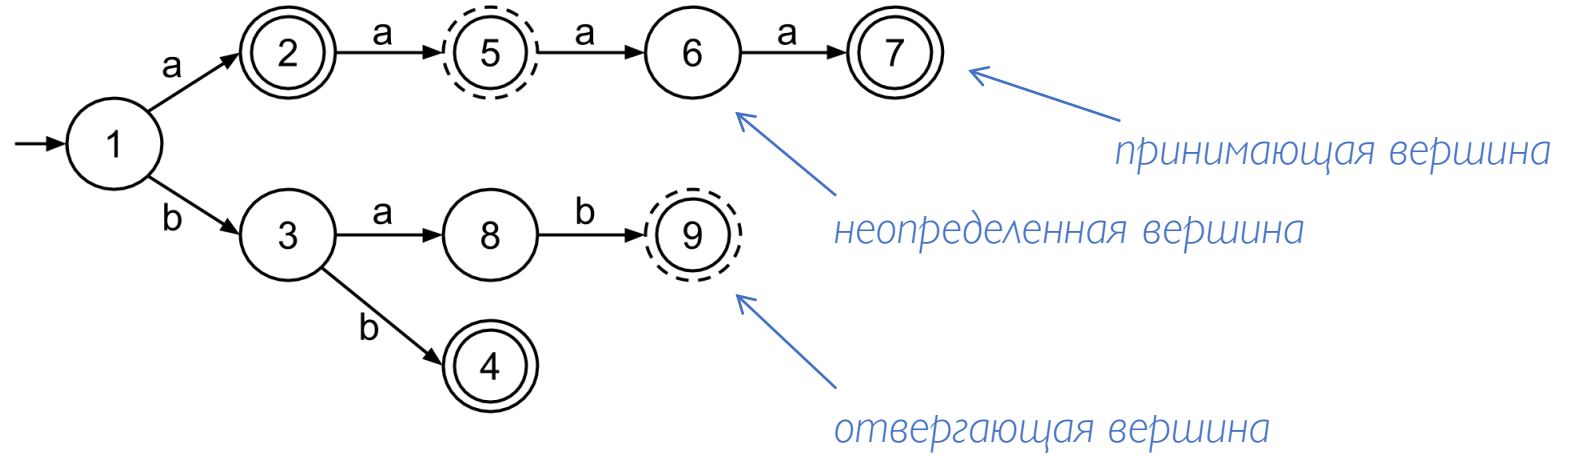 a a a a
2 5 6 7
1
принимающая вершина
b a b
3 8 9
неопределенная вершина
b
4
отвергающая вершина